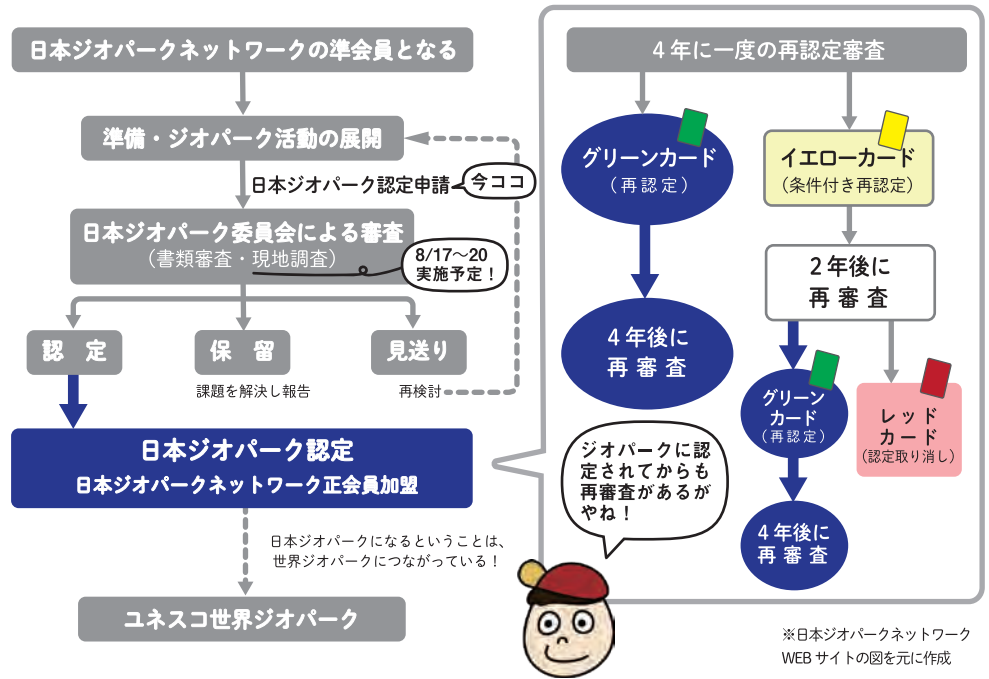 日本ジオパークネットワークの準会員となる
準備・ジオパーク活動の展開
日本ジオパーク認定申請
今ココ
日本ジオパーク委員会による審査
(書類審査・現地調査)
8/17〜20
実施予定！
認　定
保　留
見送り
課題を解決し報告
再検討
日本ジオパーク認定
日本ジオパークネットワーク正会員加盟
日本ジオパークになるということは、
世界ジオパークにつながっている！
ユネスコ世界ジオパーク
４年に一度の再認定審査
グリーンカード
(再認定)
４年後に
再審査
イエローカード
(条件付き再認定)
２年後に
再審査
グリーン
カード
(再認定)
４年後に
再審査
レッド
カード
(認定取り消し)
ジオパークに認
定されてからも
再審査があるが
やね！
※日本ジオパークネットワーク
WEBサイトの図を元に作成